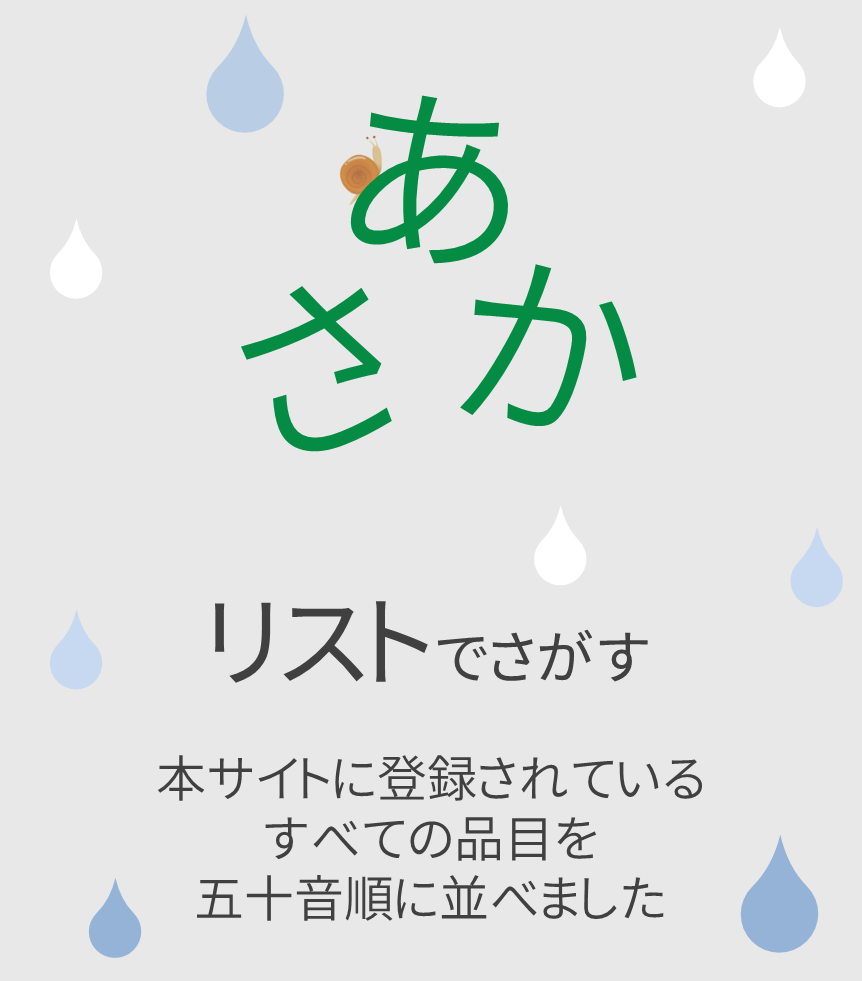 あ
さ か
リストでさがす
本サイトに登録されている
すべての品目を
五十音順に並べました